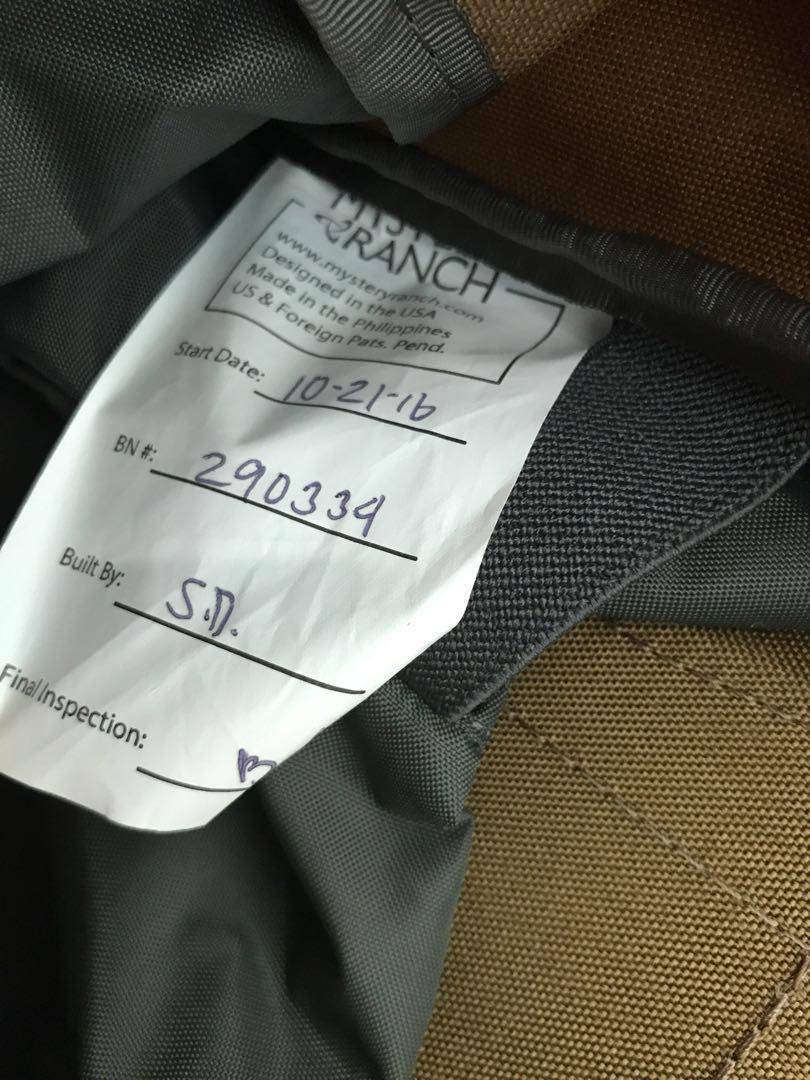 MYSTERY
RANCH
www.mysteryranch.com
Designed in the USA
Made in the Philippines
US & Foreign Pats. Pend.
Start Date: 10-21-16
BN #: 290334
Built By: S.D.
Final Inspection: